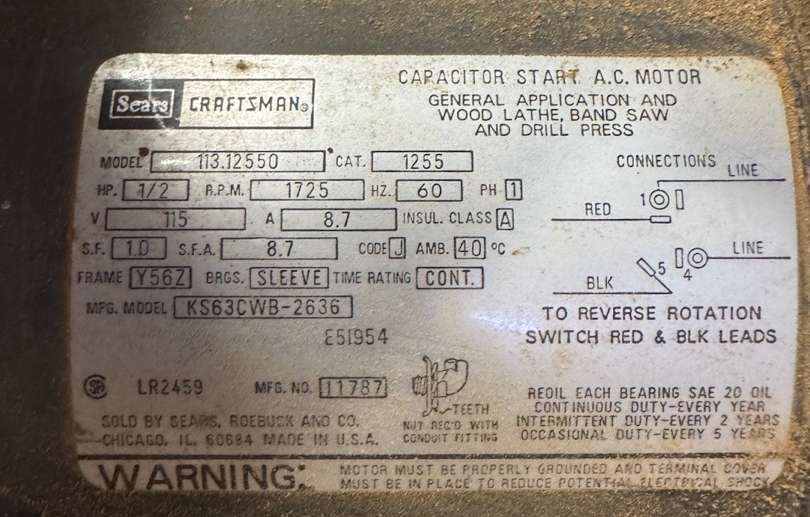 Sears CRAFTSMAN®
CAPACITOR START A.C. MOTOR
GENERAL APPLICATION AND
WOOD LATHE, BAND SAW
AND DRILL PRESS
MODEL 113.12550 CAT. 1255
HP. 1/2 R.P.M. 1725 HZ. 60 PH 1
V 115 A 8.7 INSUL. CLASS A
S.F. 1.0 S.F.A. 8.7 CODE J AMB. 40 °C
FRAME Y56Z BRGS. SLEEVE TIME RATING CONT.
MFG. MODEL KS63CWB-2636
E51954
SA LR2459 MFG. NO. 11787
TEETH
NUT REC'D WITH
CONDUIT FITTING
SOLD BY SEARS, ROEBUCK AND CO.
CHICAGO, IL. 60684 MADE IN U.S.A.
CONNECTIONS
LINE
RED 1
LINE
BLK 5 4
TO REVERSE ROTATION
SWITCH RED & BLK LEADS
REOIL EACH BEARING SAE 20 OIL
CONTINUOUS DUTY-EVERY YEAR
INTERMITTENT DUTY-EVERY 2 YEARS
OCCASIONAL DUTY-EVERY 5 YEARS
WARNING:
MOTOR MUST BE PROPERLY GROUNDED AND TERMINAL COVER
MUST BE IN PLACE TO REDUCE POTENTIAL ELECTRICAL SHOCK